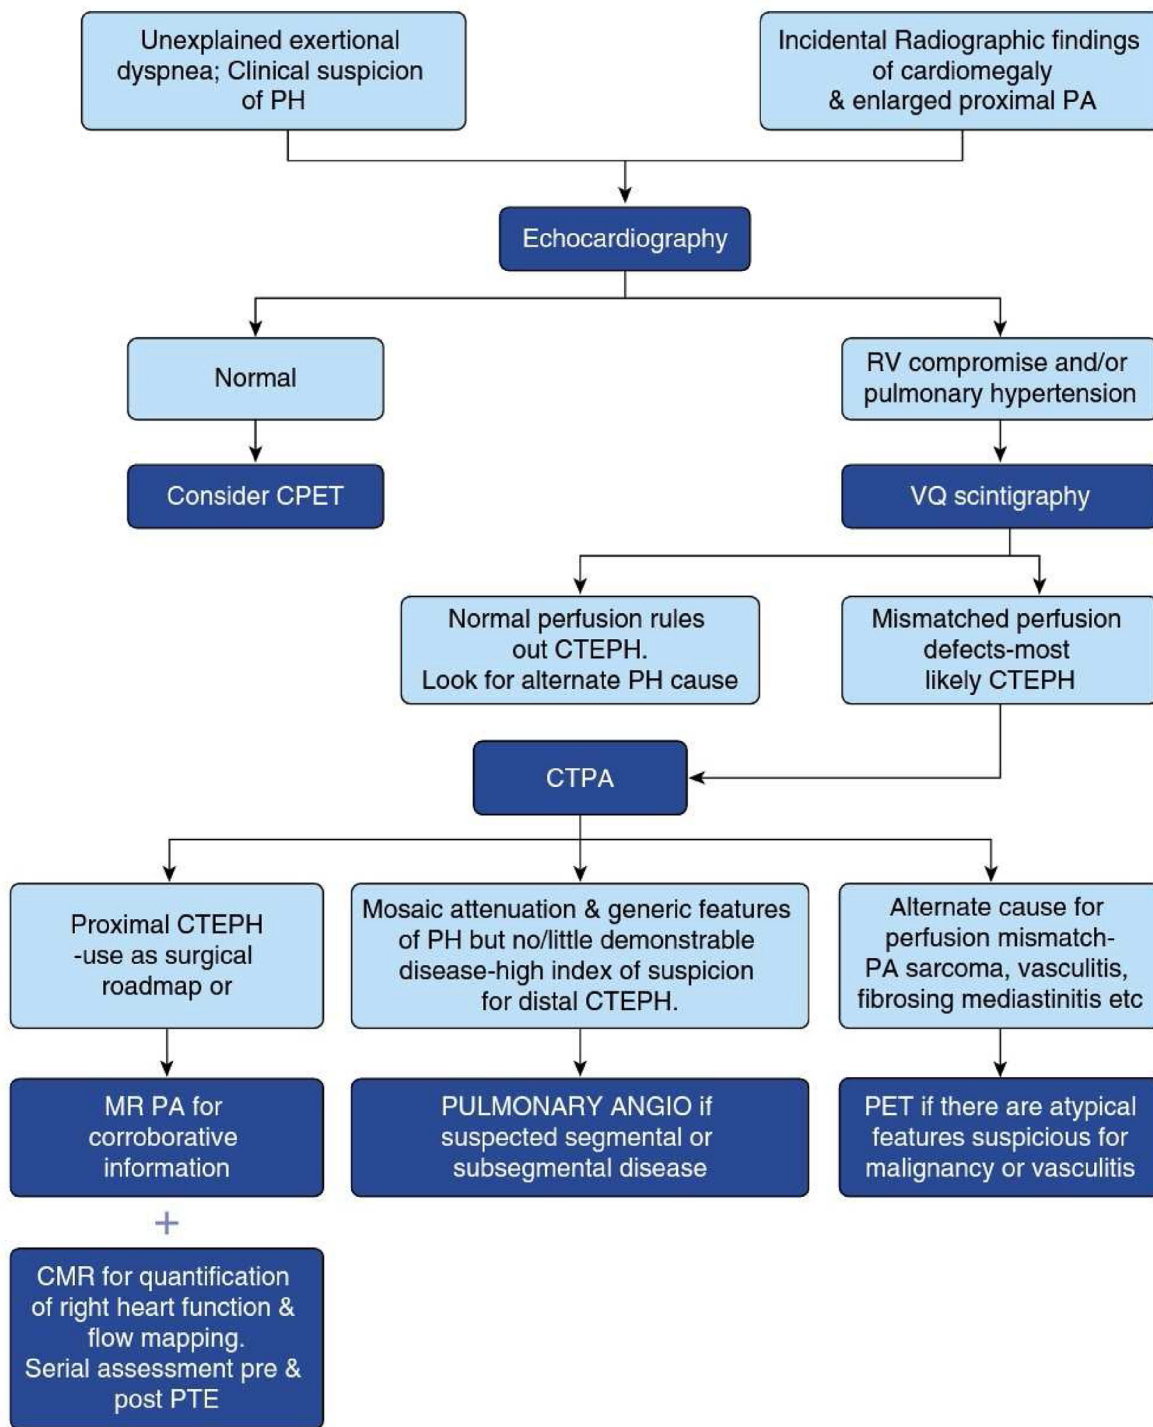 Unexplained exertional
dyspnea; Clinical suspicion
of PH
Incidental Radiographic findings
of cardiomegaly
& enlarged proximal PA
Echocardiography
Normal
RV compromise and/or
pulmonary hypertension
Consider CPET
VQ scintigraphy
Normal perfusion rules
out CTEPH.
Look for alternate PH cause
Mismatched perfusion
defects-most
likely CTEPH
CTPA
Proximal CTEPH
-use as surgical
roadmap or
Mosaic attenuation & generic features
of PH but no/little demonstrable
disease-high index of suspicion
for distal CTEPH.
Alternate cause for
perfusion mismatch-
PA sarcoma, vasculitis,
fibrosing mediastinitis etc
MR PA for
corroborative
information
PULMONARY ANGIO if
suspected segmental or
subsegmental disease
PET if there are atypical
features suspicious for
malignancy or vasculitis
+
CMR for quantification
of right heart function &
flow mapping.
Serial assessment pre &
post PTE